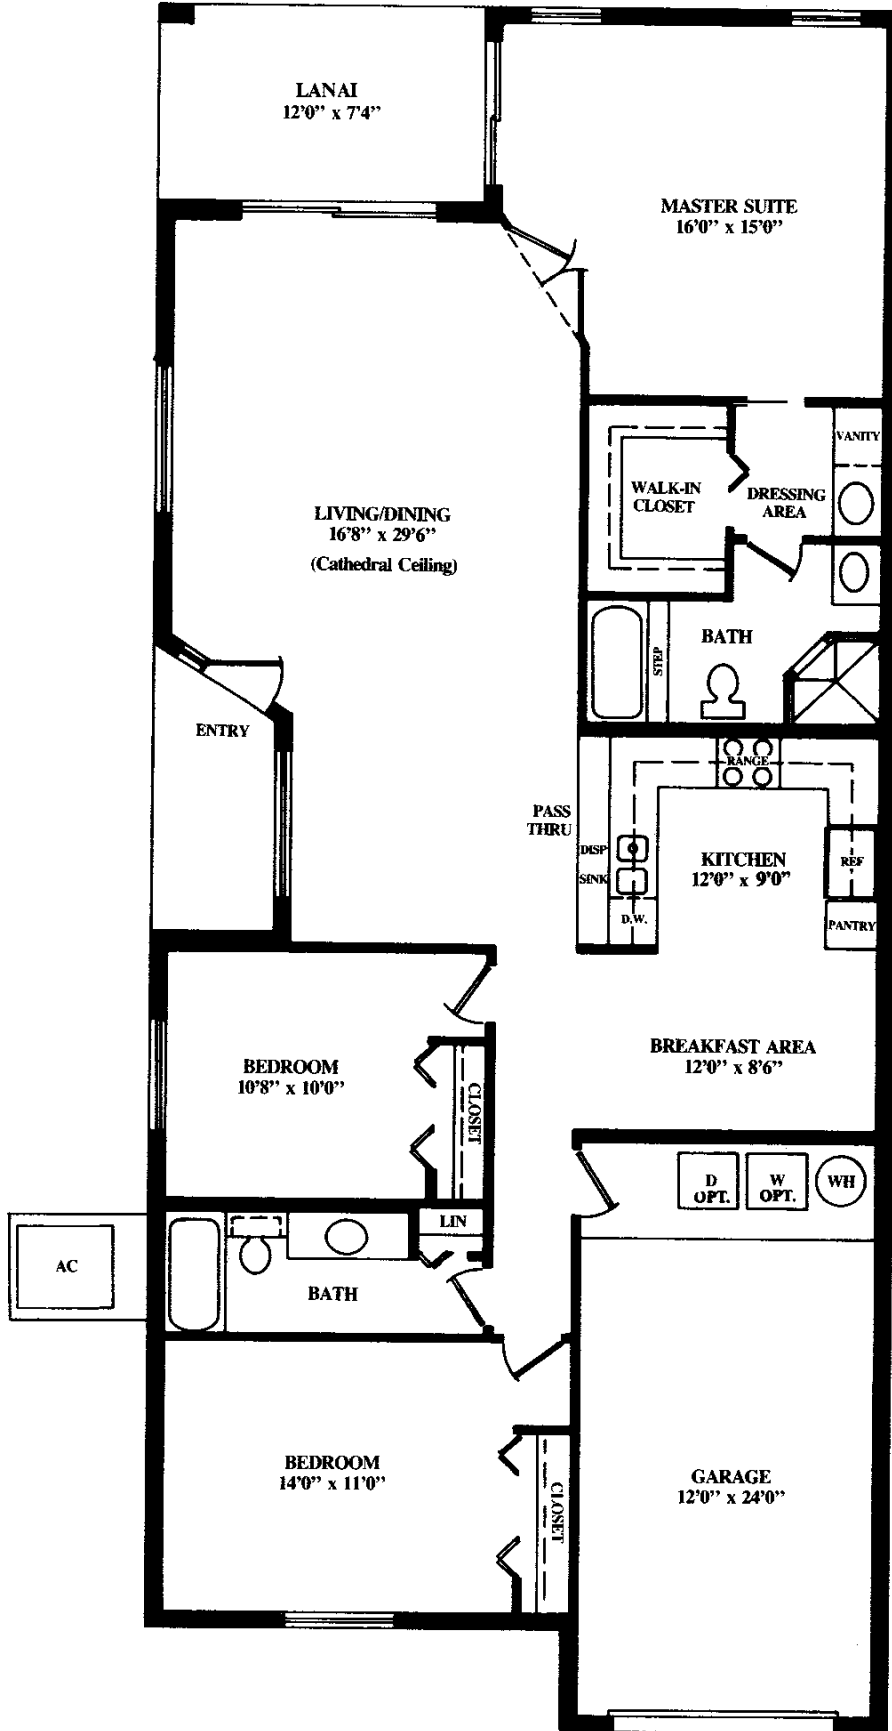 LANAI
12'0" x 7'4"
MASTER SUITE
16'0" x 15'0"
VANITY
WALK-IN
CLOSET
DRESSING
AREA
LIVING/DINING
16'8" x 29'6"
(Cathedral Ceiling)
BATH
STEP
ENTRY
RANGE
PASS
THRU
DISP
SINK
D.W.
KITCHEN
12'0" x 9'0"
REF
PANTRY
BREAKFAST AREA
12'0" x 8'6"
BEDROOM
10'8" x 10'0"
CLOSET
D
OPT.
W
OPT.
WH
LIN
AC
BATH
BEDROOM
14'0" x 11'0"
CLOSET
GARAGE
12'0" x 24'0"